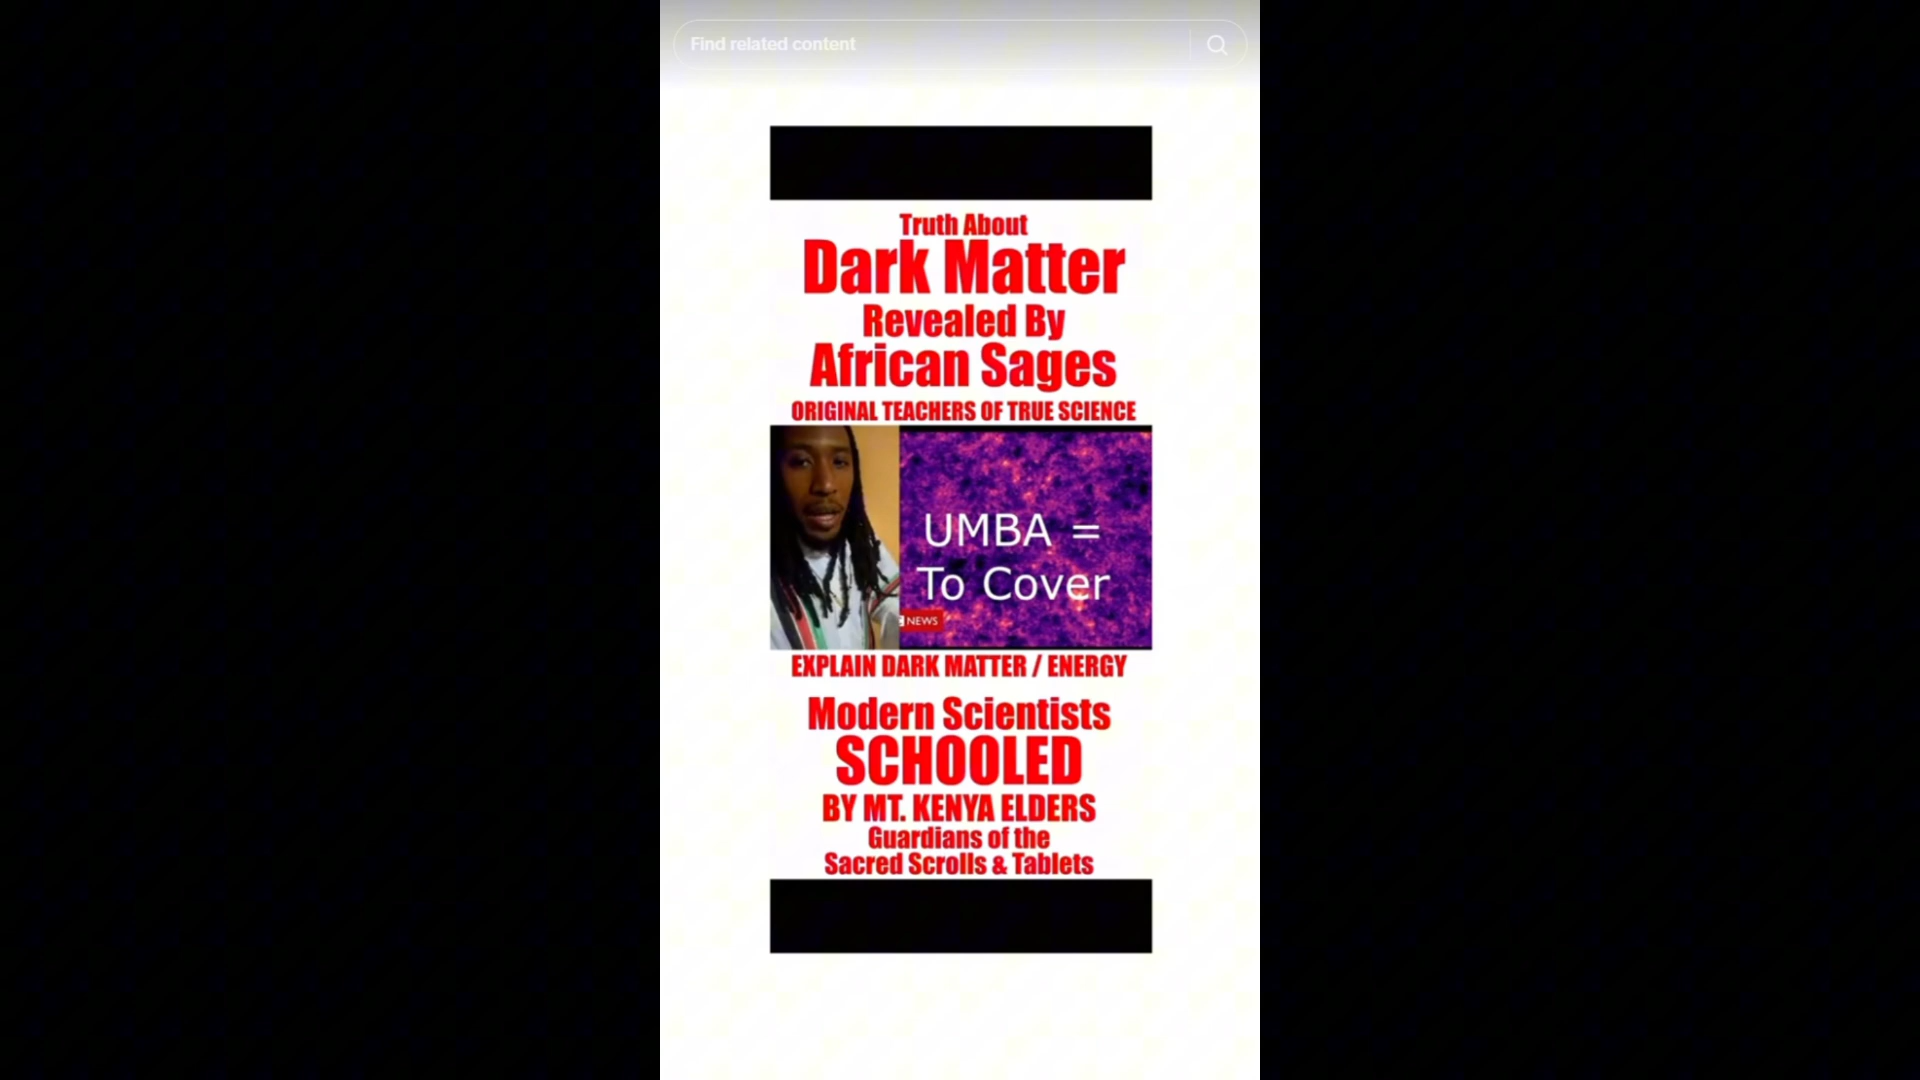 Find related content
Truth About
Dark Matter
Revealed By
African Sages
ORIGINAL TEACHERS OF TRUE SCIENCE
UMBA =
To Cover
NEWS
EXPLAIN DARK MATTER / ENERGY
Modern Scientists
SCHOOLED
BY MT. KENYA ELDERS
Guardians of the
Sacred Scrolls & Tablets